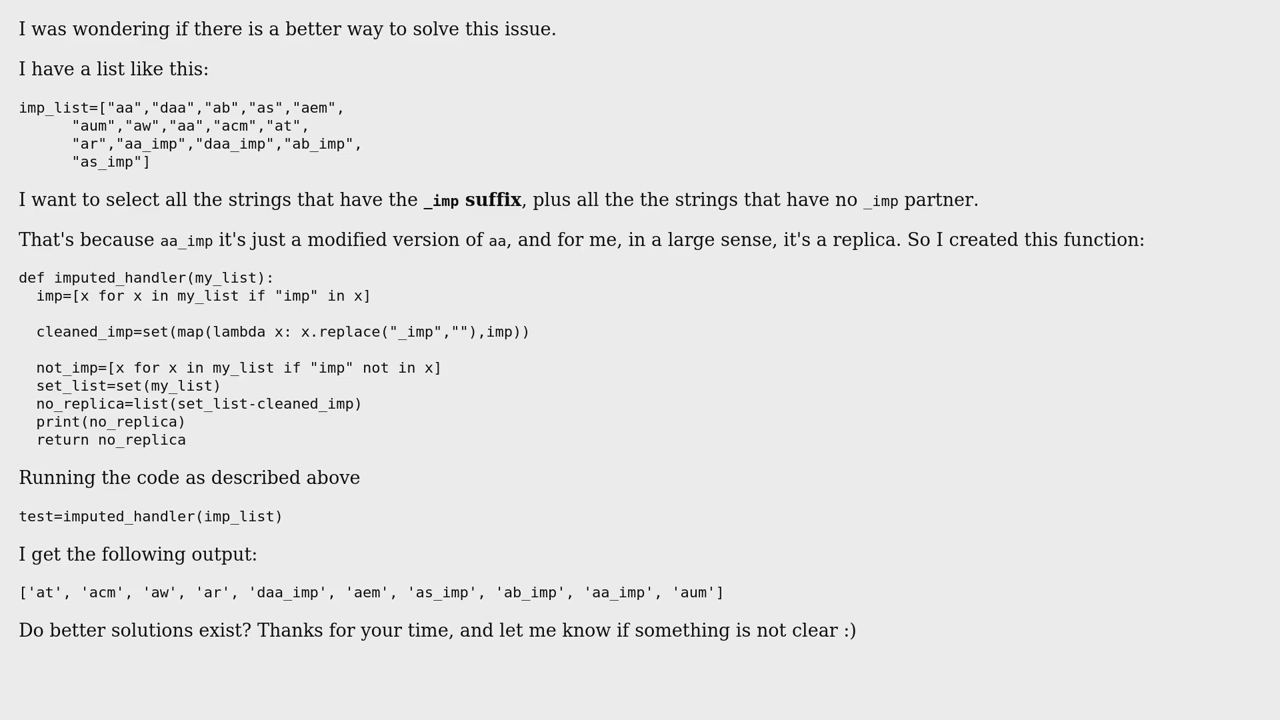 I was wondering if there is a better way to solve this issue.
I have a list like this:
imp_list=["aa","daa","ab","as","aem",
      "aum","aw","aa","acm","at",
      "ar","aa_imp","daa_imp","ab_imp",
      "as_imp"]
I want to select all the strings that have the _imp suffix, plus all the the strings that have no _imp partner.
That's because aa_imp it's just a modified version of aa, and for me, in a large sense, it's a replica. So I created this function:
def imputed_handler(my_list):
  imp=[x for x in my_list if "imp" in x]
  cleaned_imp=set(map(lambda x: x.replace("_imp",""),imp))
  not_imp=[x for x in my_list if "imp" not in x]
  set_list=set(my_list)
  no_replica=list(set_list-cleaned_imp)
  print(no_replica)
  return no_replica
Running the code as described above
test=imputed_handler(imp_list)
I get the following output:
['at', 'acm', 'aw', 'ar', 'daa_imp', 'aem', 'as_imp', 'ab_imp', 'aa_imp', 'aum']
Do better solutions exist? Thanks for your time, and let me know if something is not clear :)